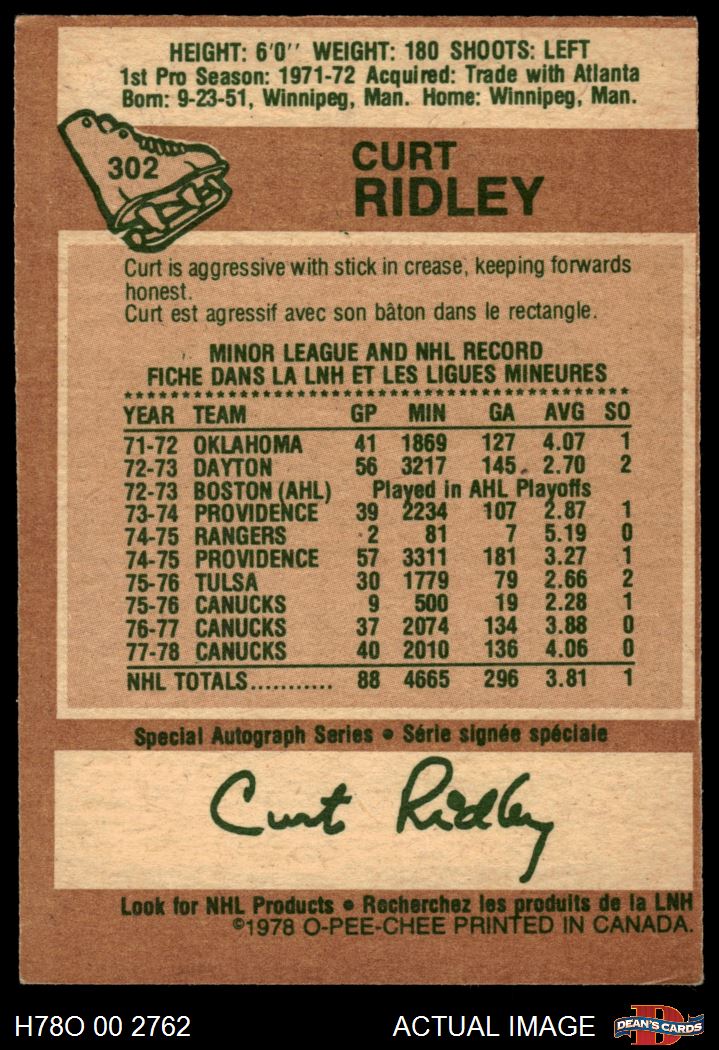 HEIGHT: 6'0'' WEIGHT: 180 SHOOTS: LEFT
1st Pro Season: 1971-72 Acquired: Trade with Atlanta
Born: 9-23-51, Winnipeg, Man. Home: Winnipeg, Man.
302
CURT
RIDLEY
Curt is aggressive with stick in crease, keeping forwards
honest.
Curt est agressif avec son bâton dans le rectangle.
MINOR LEAGUE AND NHL RECORD
FICHE DANS LA LNH ET LES LIGUES MINEURES
YEAR TEAM GP MIN GA AVG SO
71-72 OKLAHOMA 41 1869 127 4.07 1
72-73 DAYTON 56 3217 145 2.70 2
72-73 BOSTON (AHL) Played in AHL Playoffs
73-74 PROVIDENCE 39 2234 107 2.87 1
74-75 RANGERS 2 81 7 5.19 0
74-75 PROVIDENCE 57 3311 181 3.27 1
75-76 TULSA 30 1779 79 2.66 2
75-76 CANUCKS 9 500 19 2.28 1
76-77 CANUCKS 37 2074 134 3.88 0
77-78 CANUCKS 40 2010 136 4.06 0
NHL TOTALS........... 88 4665 296 3.81 1
Special Autograph Series • Série signée spéciale
Curt Ridley
Look for NHL Products • Recherchez les produits de la LNH
©1978 O-PEE-CHEE PRINTED IN CANADA.
H78O 00 2762 ACTUAL IMAGE D DEAN'S CARDS